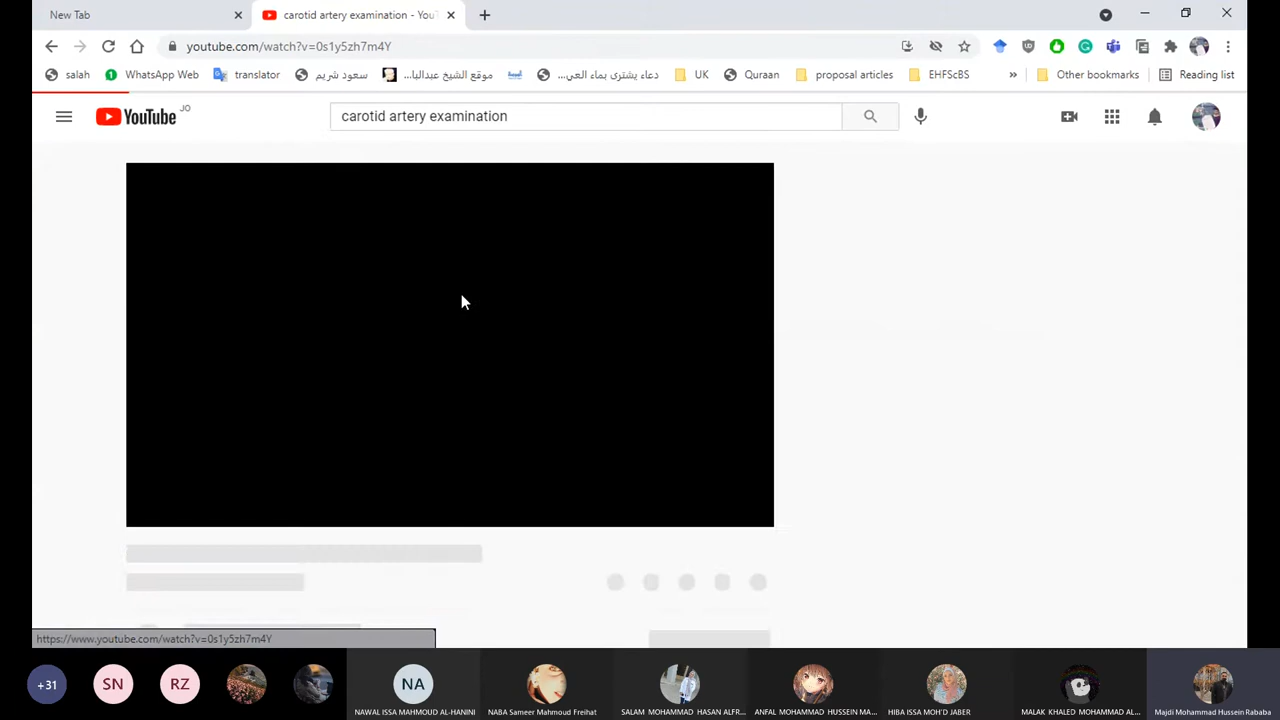 New Tab
carotid artery examination - YouT
youtube.com/watch?v=0s1y5zh7m4Y
salah
WhatsApp Web
translator
سعود شريم
موقع الشيخ عبدالبا...
دعاء يشترى بماء العي...
UK
Quraan
proposal articles
EHFScBS
»
Other bookmarks
Reading list
YouTube JO
carotid artery examination
https://www.youtube.com/watch?v=0s1y5zh7m4Y
+31
SN
RZ
NA
NAWAL ISSA MAHMOUD AL-HANINI
NABA Sameer Mahmoud Freihat
SALAM MOHAMMAD HASAN ALFR...
ANFAL MOHAMMAD HUSSEIN MA...
HIBA ISSA MOH'D JABER
MALAK KHALED MOHAMMAD AL...
Majdi Mohammad Hussein Rababa